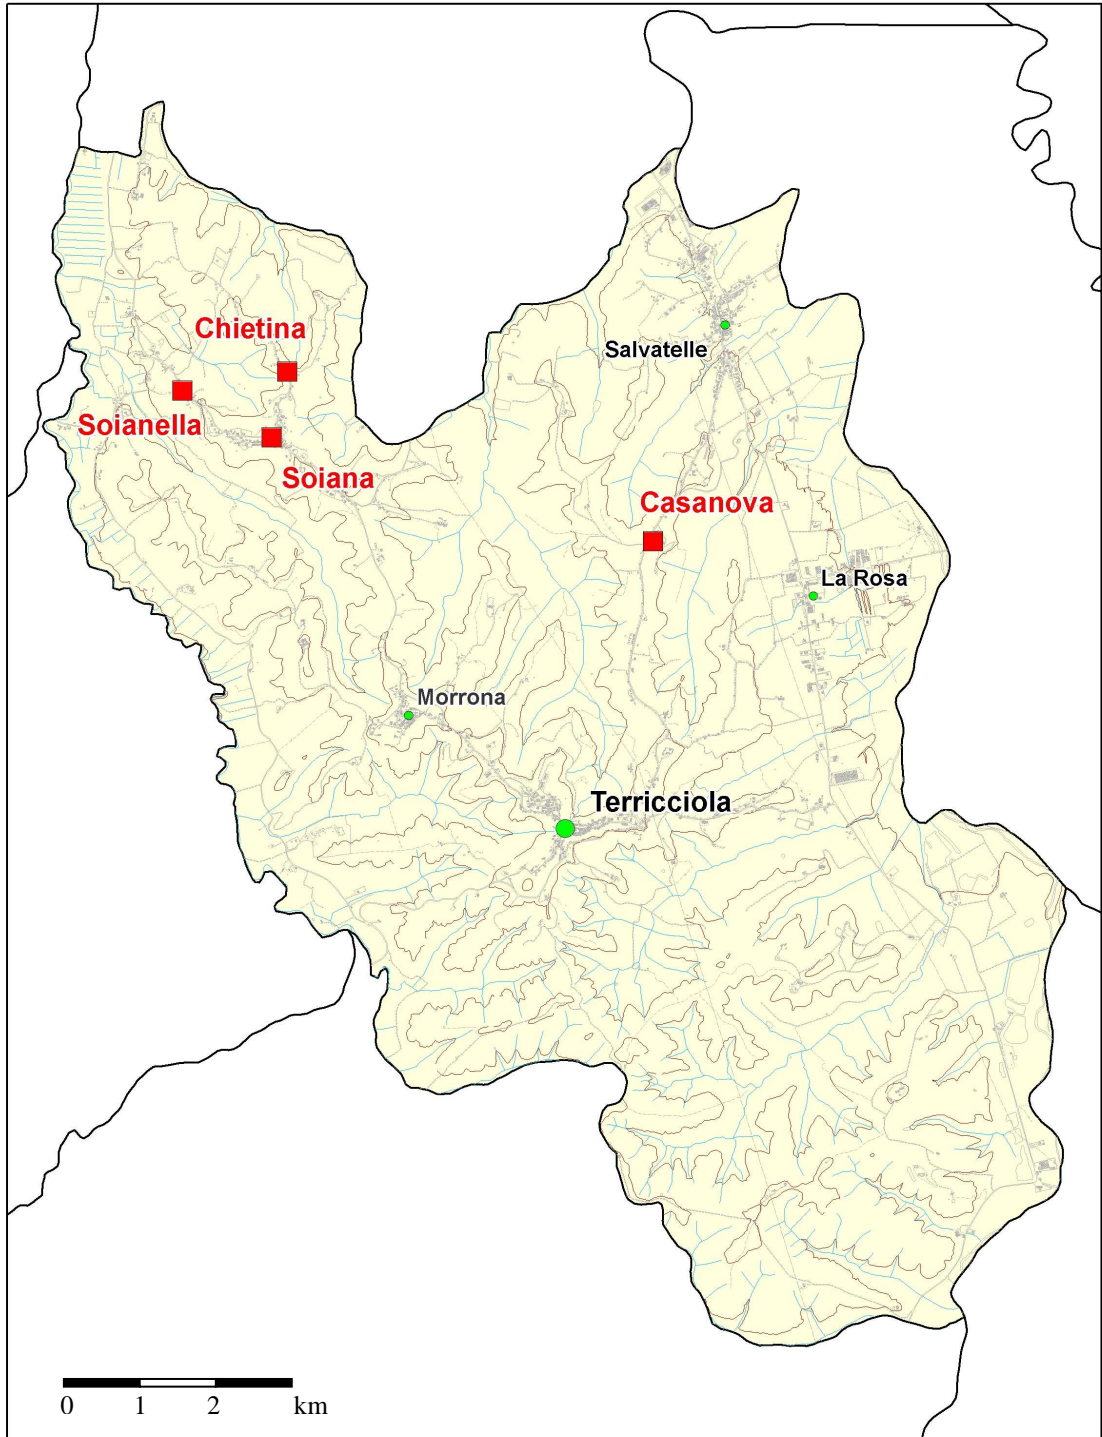 Chietina
Salvatelle
Soianella
Soiana
Casanova
La Rosa
Morrona
Terricciola
0 1 2 km